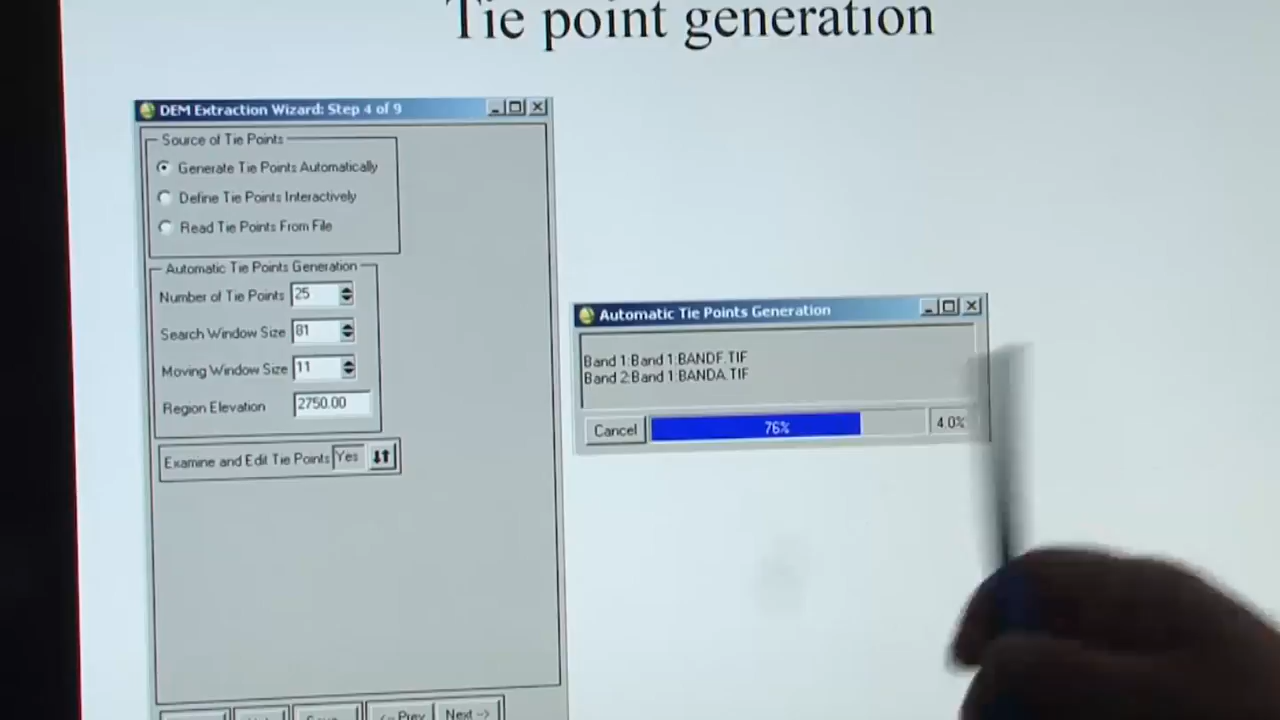 Tie point generation
DEM Extraction Wizard: Step 4 of 9
Source of Tie Points
Generate Tie Points Automatically
Define Tie Points Interactively
Read Tie Points From File
Automatic Tie Points Generation
Number of Tie Points 25
Search Window Size 81
Moving Window Size 11
Region Elevation 2750.00
Examine and Edit Tie Points Yes
<-- Prev Next -->
Automatic Tie Points Generation
Band 1:Band 1:BANDF.TIF
Band 2:Band 1:BANDA.TIF
Cancel 76% 4.0%